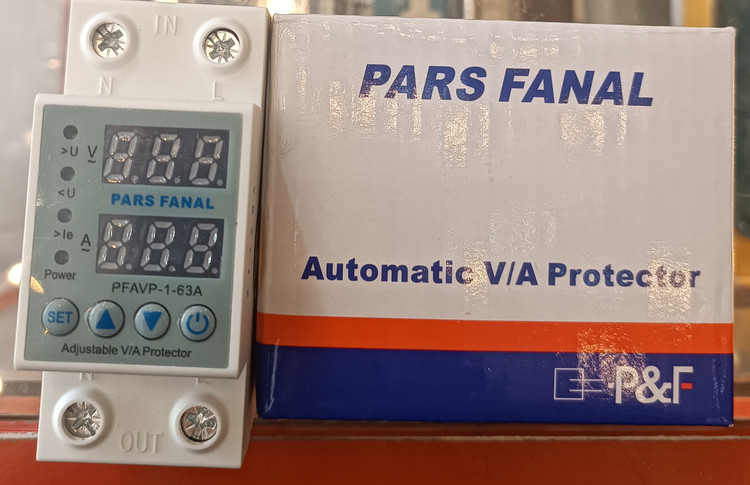 IN
N L
>U V
<U
PARS FANAL
>Ie A
Power
PFAVP-1-63A
SET
Adjustable V/A Protector
N L
OUT
PARS FANAL
Automatic V/A Protector
P&F